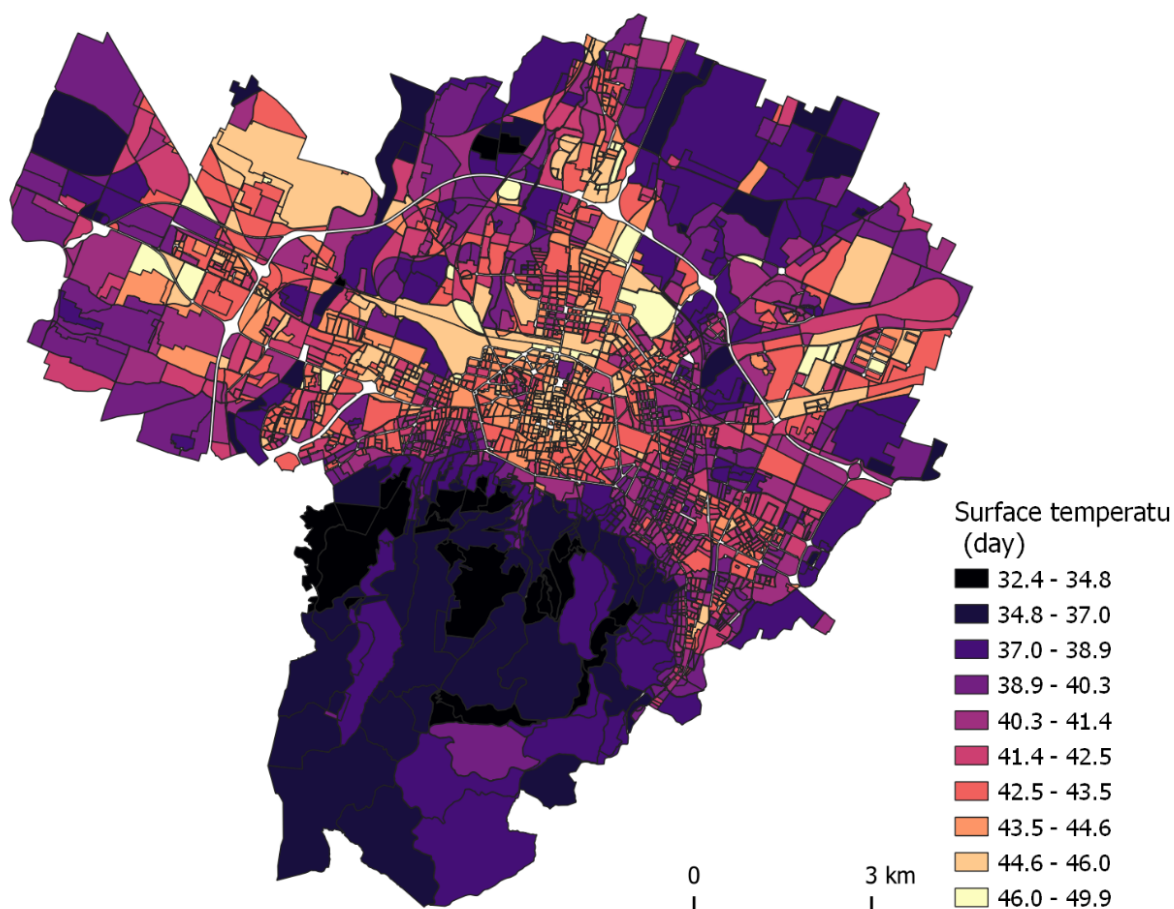 Surface temperatu
(day)
32.4 - 34.8
34.8 - 37.0
37.0 - 38.9
38.9 - 40.3
40.3 - 41.4
41.4 - 42.5
42.5 - 43.5
43.5 - 44.6
44.6 - 46.0
46.0 - 49.9
0 3 km